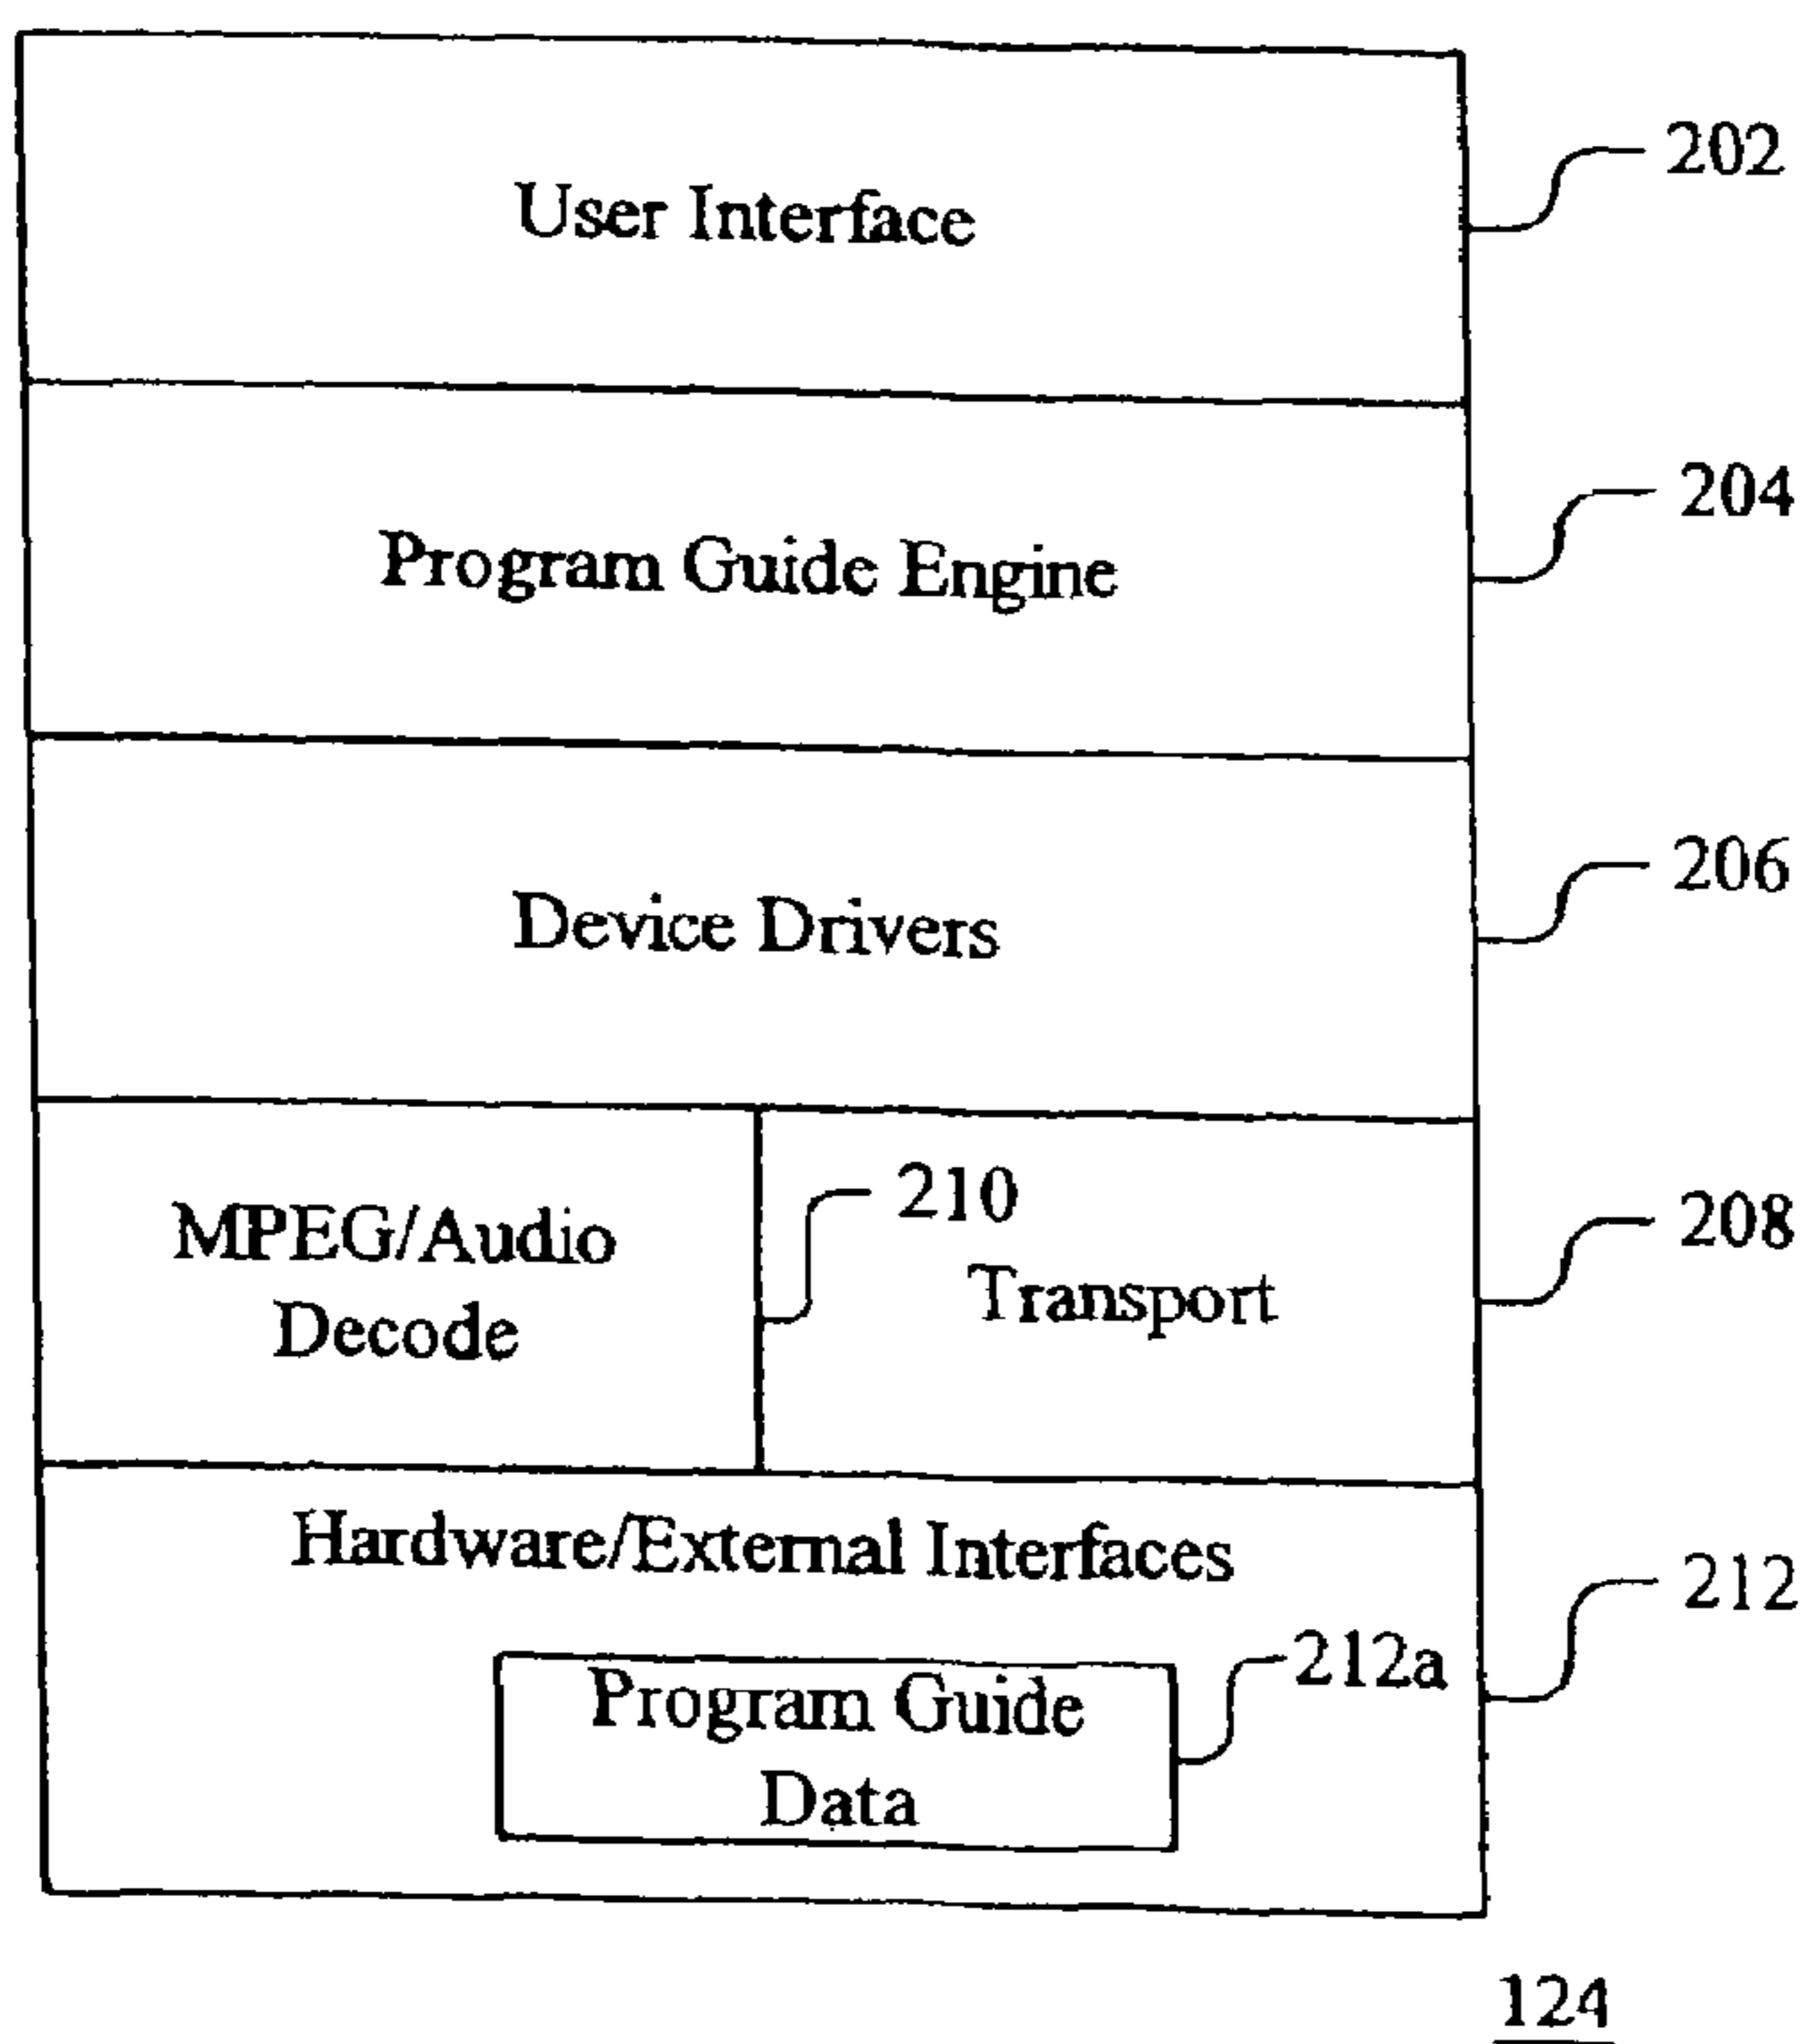 User Interface
202
Program Guide Engine
204
Device Drivers
206
MPEG/Audio
Decode
210
Transport
208
Hardware/External Interfaces
212
Program Guide
Data
212a
124